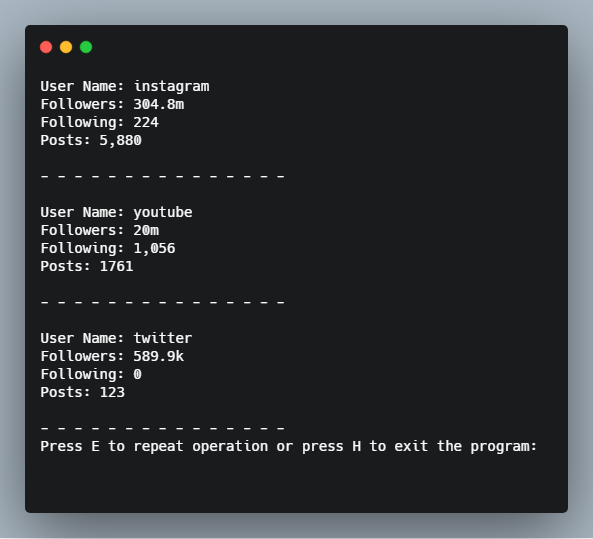 User Name: instagram
Followers: 304.8m
Following: 224
Posts: 5,880
- - - - - - - - - - - - - - -
User Name: youtube
Followers: 20m
Following: 1,056
Posts: 1761
- - - - - - - - - - - - - - -
User Name: twitter
Followers: 589.9k
Following: 0
Posts: 123
- - - - - - - - - - - - - - -
Press E to repeat operation or press H to exit the program: